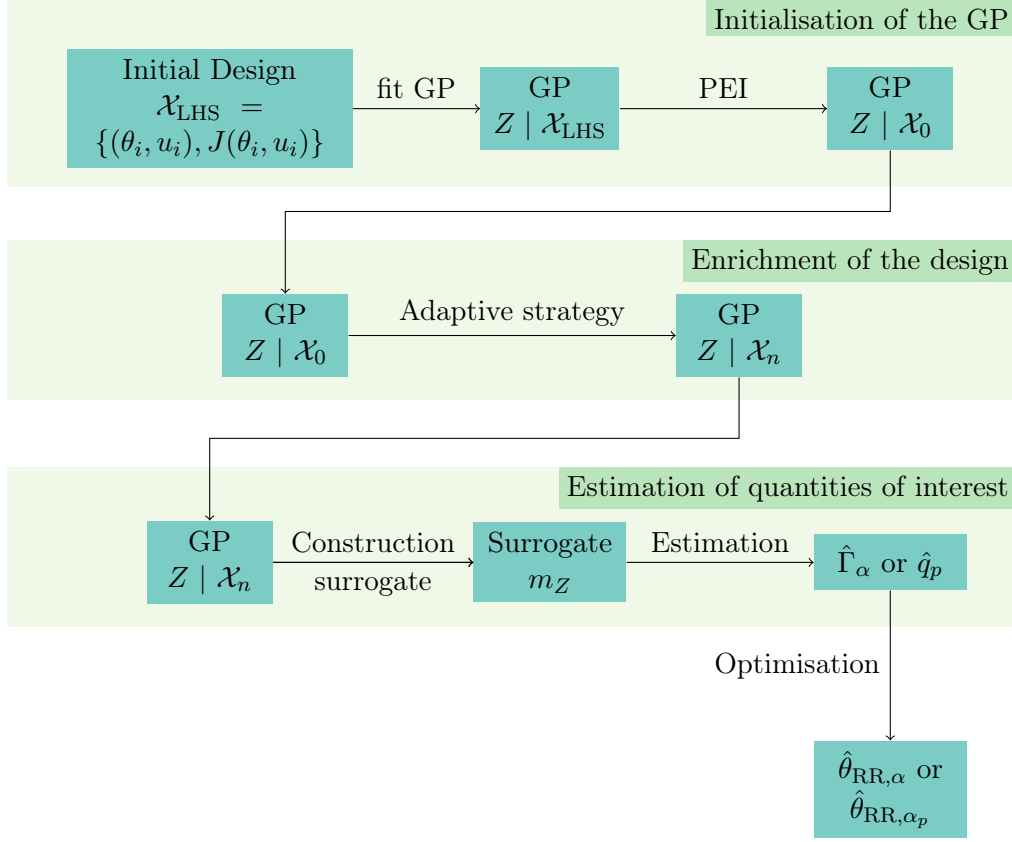 Initialisation of the GP
Initial Design
𝒳_LHS =
{(θ_i, u_i), J(θ_i, u_i)}
fit GP
GP
Z | 𝒳_LHS
PEI
GP
Z | 𝒳_0
Enrichment of the design
GP
Z | 𝒳_0
Adaptive strategy
GP
Z | 𝒳_n
Estimation of quantities of interest
GP
Z | 𝒳_n
Construction
surrogate
Surrogate
m_Z
Estimation
Γ̂_α or q̂_p
Optimisation
θ̂_{RR,α} or
θ̂_{RR,α_p}